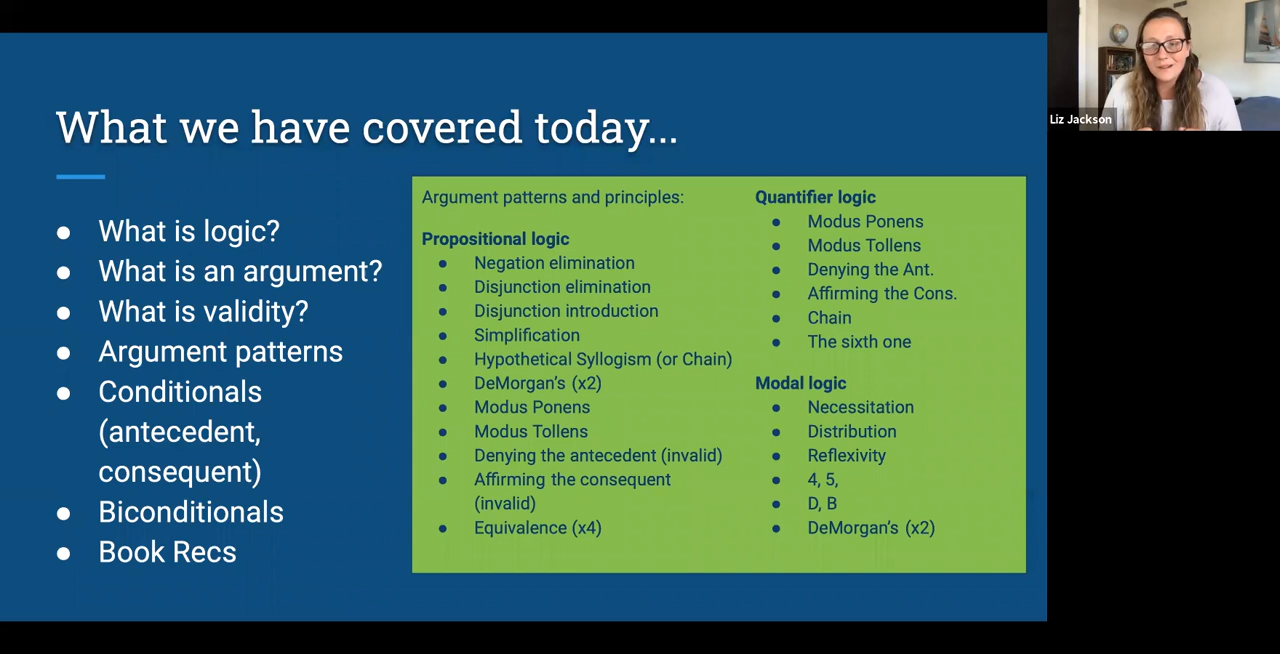 What we have covered today...
● What is logic?
● What is an argument?
● What is validity?
● Argument patterns
● Conditionals
(antecedent,
consequent)
● Biconditionals
● Book Recs
Argument patterns and principles:
Propositional logic
● Negation elimination
● Disjunction elimination
● Disjunction introduction
● Simplification
● Hypothetical Syllogism (or Chain)
● DeMorgan's (x2)
● Modus Ponens
● Modus Tollens
● Denying the antecedent (invalid)
● Affirming the consequent
(invalid)
● Equivalence (x4)
Quantifier logic
● Modus Ponens
● Modus Tollens
● Denying the Ant.
● Affirming the Cons.
● Chain
● The sixth one
Modal logic
● Necessitation
● Distribution
● Reflexivity
● 4, 5,
● D, B
● DeMorgan's (x2)
Liz Jackson